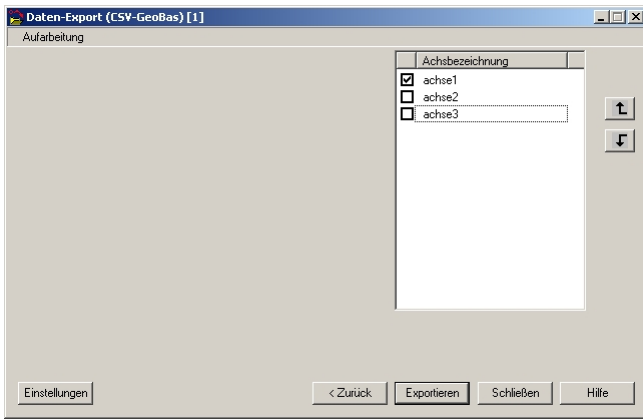 Daten-Export (CSV-GeoBas) [1]
Aufarbeitung
Achsbezeichnung
achse1
achse2
achse3
Einstellungen
< Zurück
Exportieren
Schließen
Hilfe